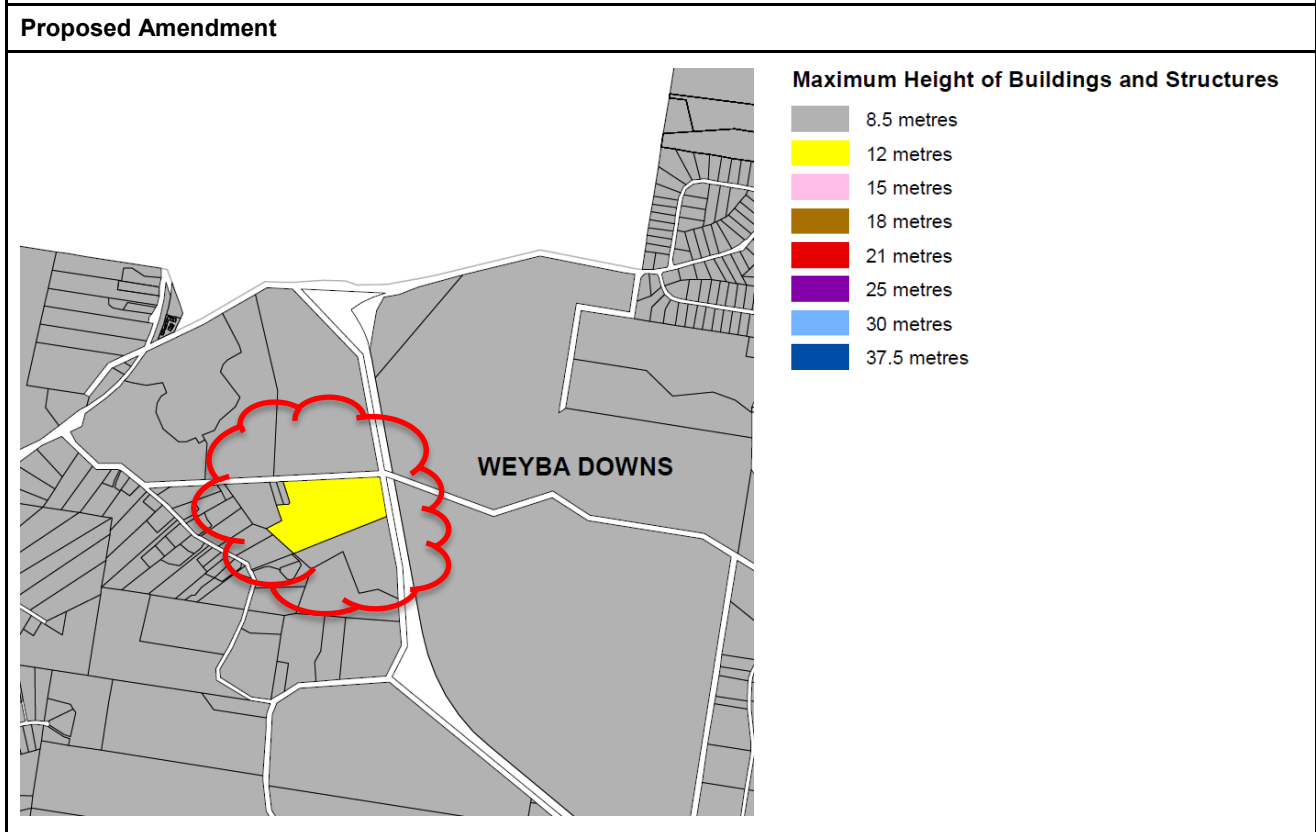 Proposed Amendment
Maximum Height of Buildings and Structures
8.5 metres
12 metres
15 metres
18 metres
21 metres
25 metres
30 metres
37.5 metres
WEYBA DOWNS